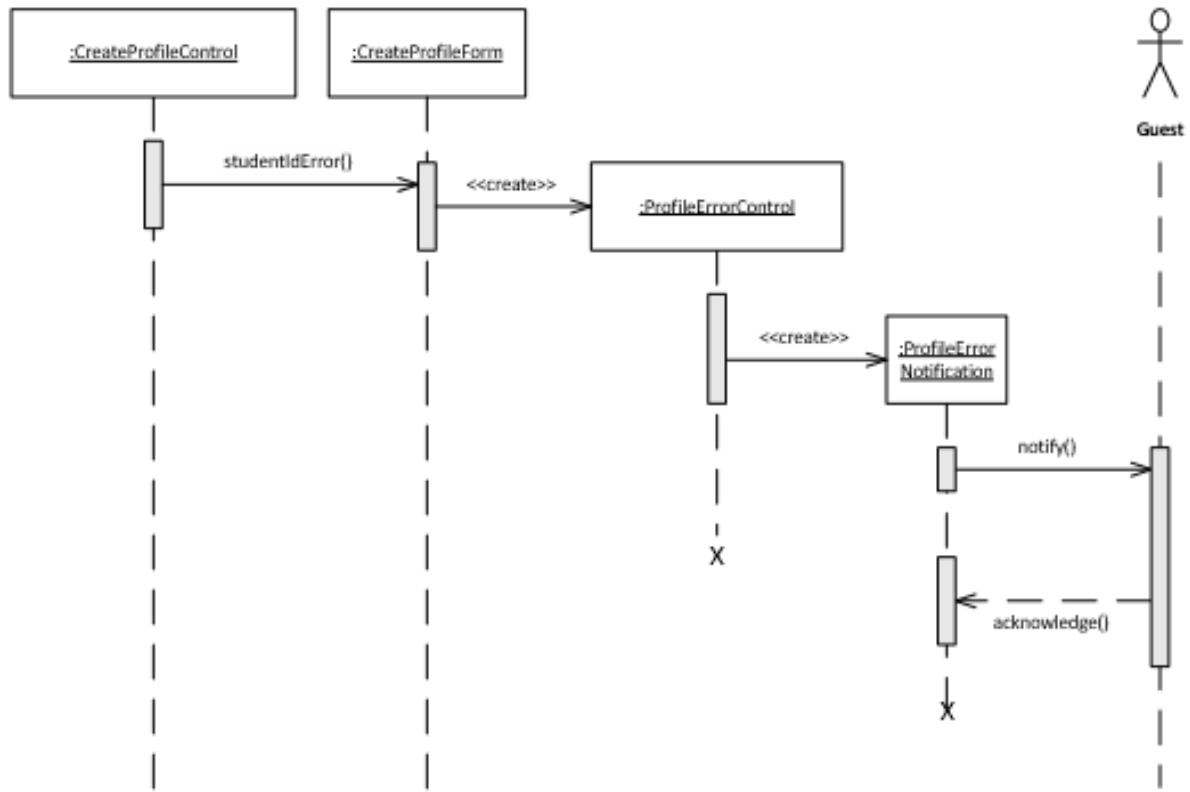 :CreateProfileControl
:CreateProfileForm
Guest
studentIdError()
<<create>>
:ProfileErrorControl
<<create>>
:ProfileError
Notification
notify()
X
acknowledge()
X